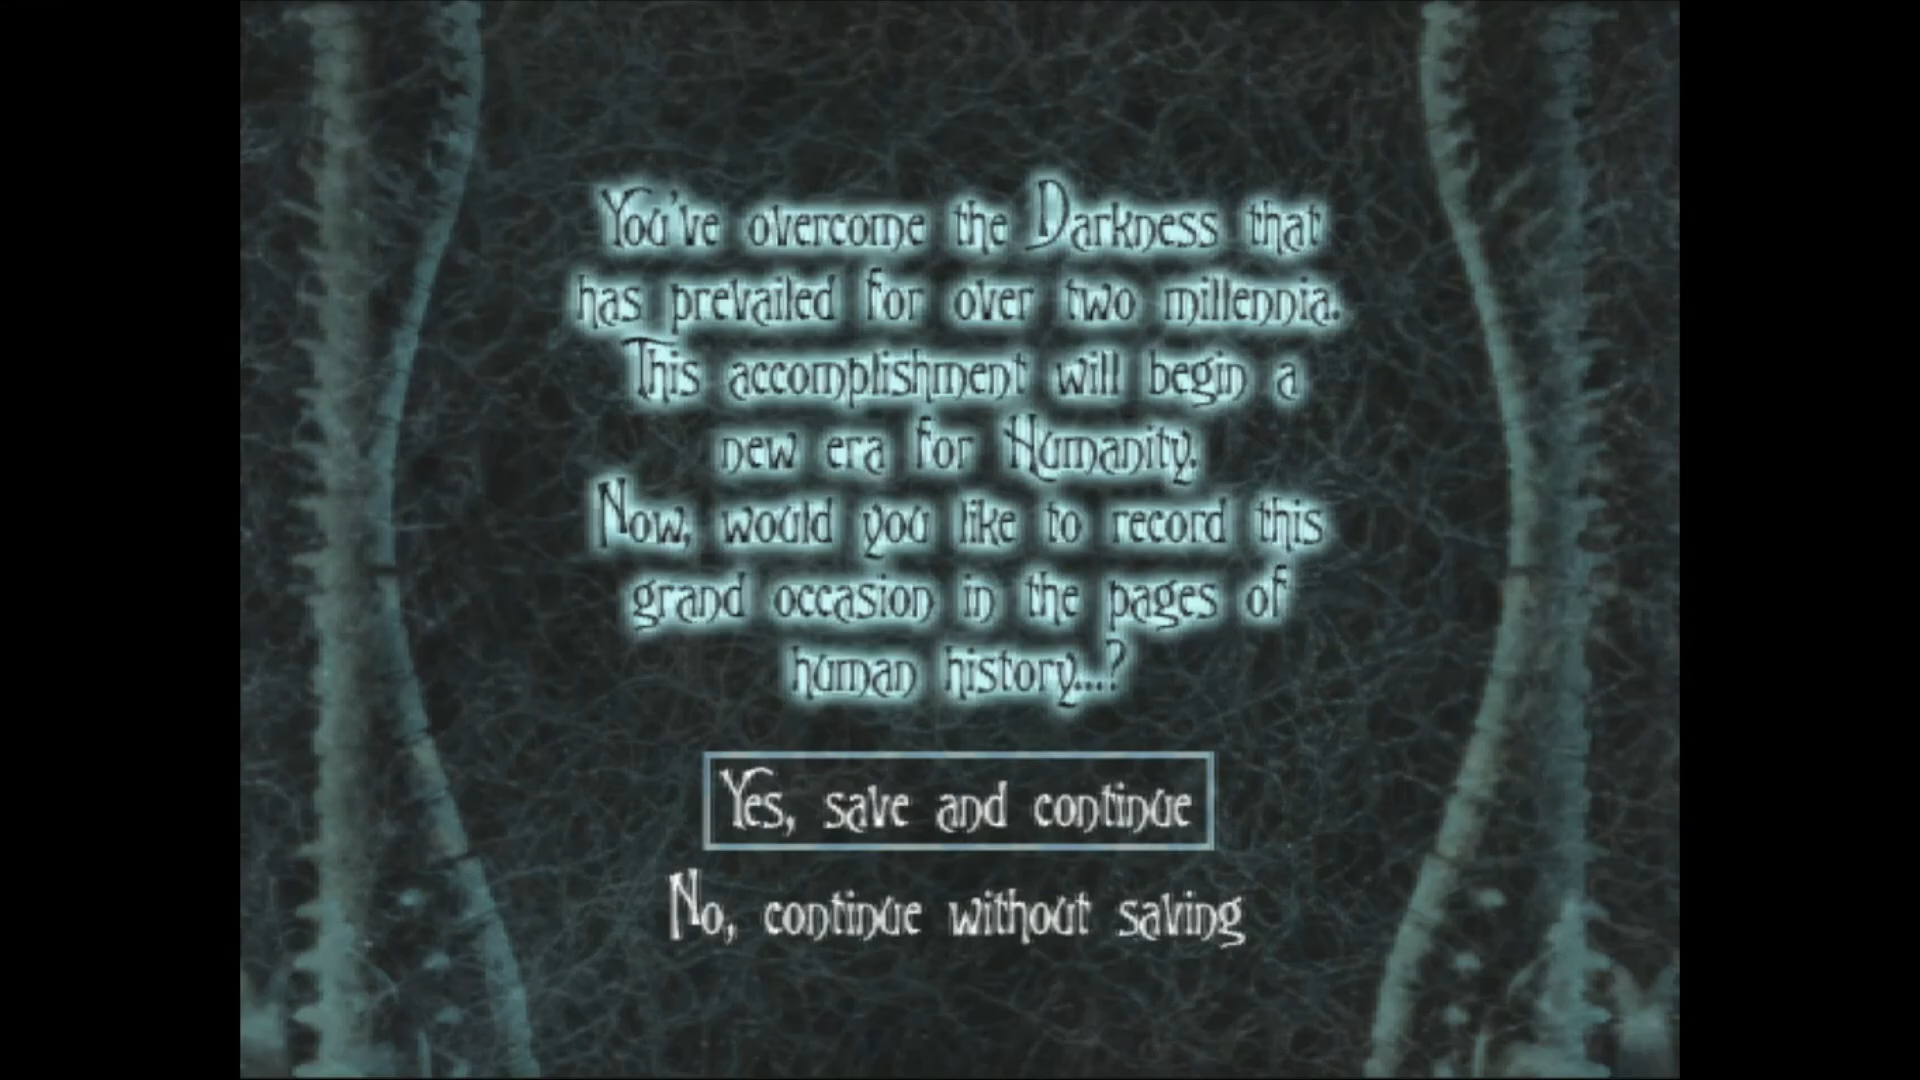 You've overcome the Darkness that
has prevailed for over two millennia.
This accomplishment will begin a
new era for Humanity.
Now, would you like to record this
grand occasion in the pages of
human history...?
Yes, save and continue
No, continue without saving